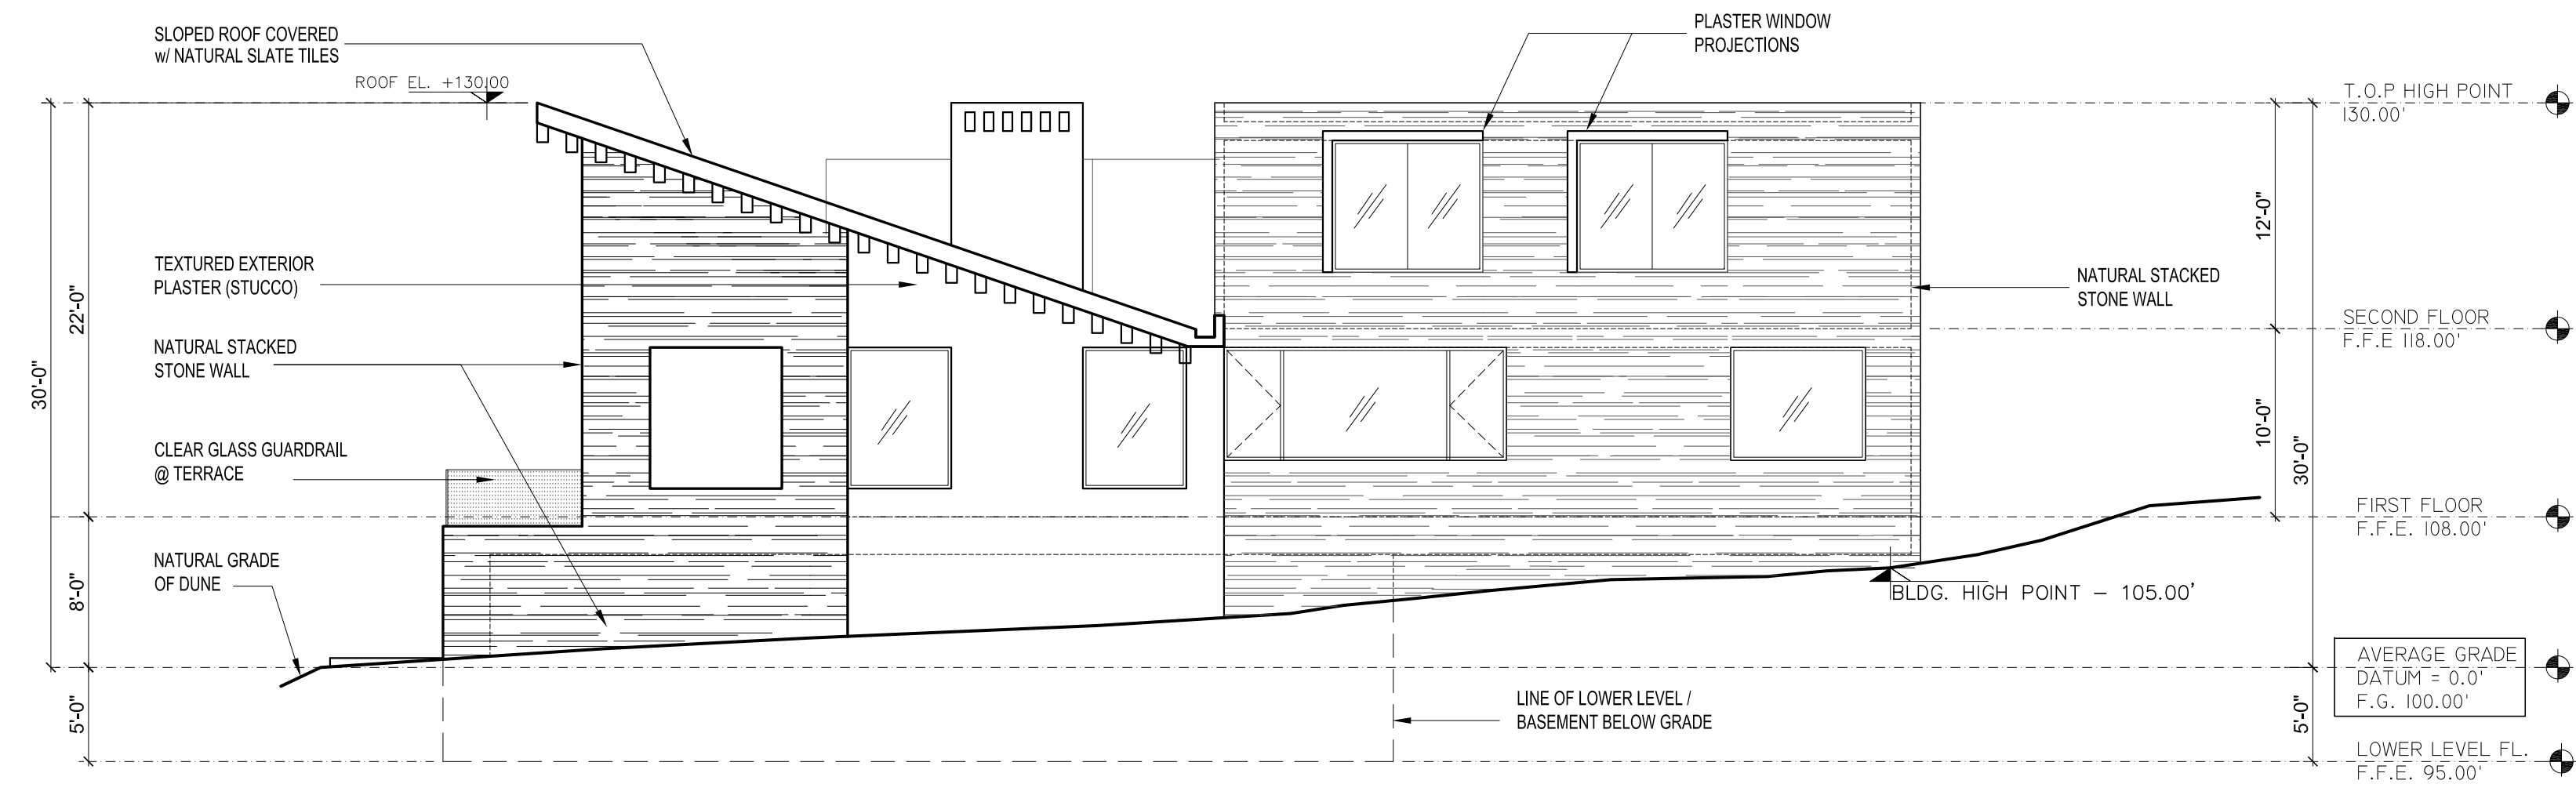 SLOPED ROOF COVERED
w/ NATURAL SLATE TILES
ROOF EL. +130.00
PLASTER WINDOW
PROJECTIONS
T.O.P HIGH POINT
130.00'
TEXTURED EXTERIOR
PLASTER (STUCCO)
NATURAL STACKED
STONE WALL
CLEAR GLASS GUARDRAIL
@ TERRACE
NATURAL GRADE
OF DUNE
30'-0"
22'-0"
8'-0"
5'-0"
NATURAL STACKED
STONE WALL
12'-0"
10'-0"
30'-0"
5'-0"
SECOND FLOOR
F.F.E 118.00'
FIRST FLOOR
F.F.E. 108.00'
BLDG. HIGH POINT – 105.00'
AVERAGE GRADE
DATUM = 0.0'
F.G. 100.00'
LINE OF LOWER LEVEL /
BASEMENT BELOW GRADE
LOWER LEVEL FL.
F.F.E. 95.00'